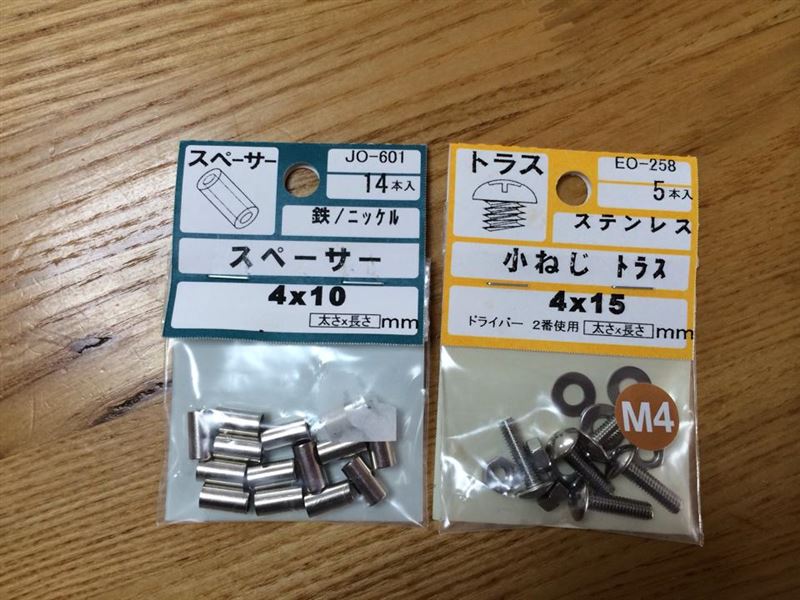 スペーサー
JO-601
14本入
鉄/ニッケル
スペーサー
4x10
太さx長さ mm
トラス
EO-258
5本入
ステンレス
小ねじ トラス
4x15
ドライバー 2番使用 太さx長さ mm
M4